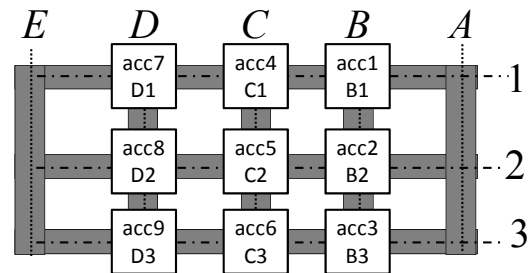 E D C B A
acc7 acc4 acc1 1
D1 C1 B1
acc8 acc5 acc2 2
D2 C2 B2
acc9 acc6 acc3 3
D3 C3 B3